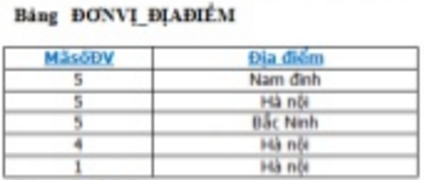 Bảng ĐƠNVỊ_ĐỊAĐIỂM
MãsốĐV Địa điểm
5 Nam định
5 Hà nội
5 Bắc Ninh
4 Hà nội
1 Hà nội